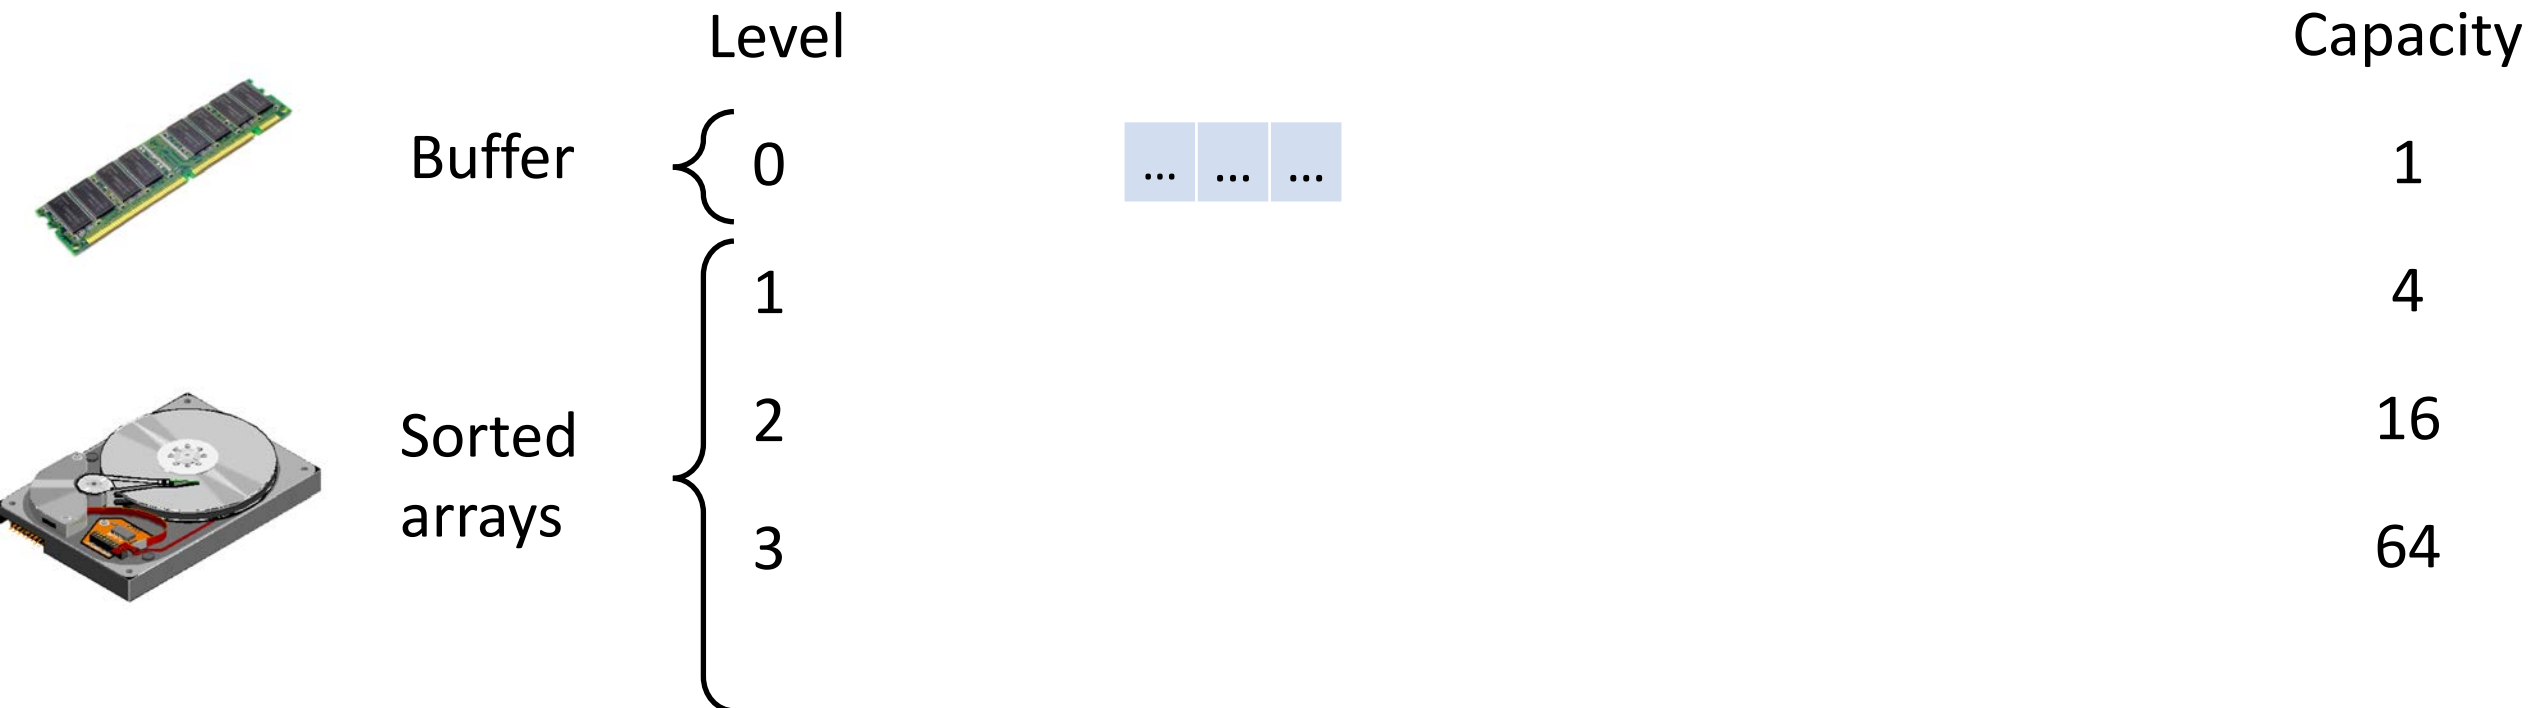 Level Capacity
Buffer 0 ... ... ... 1
1 4
Sorted 2 16
arrays
3 64